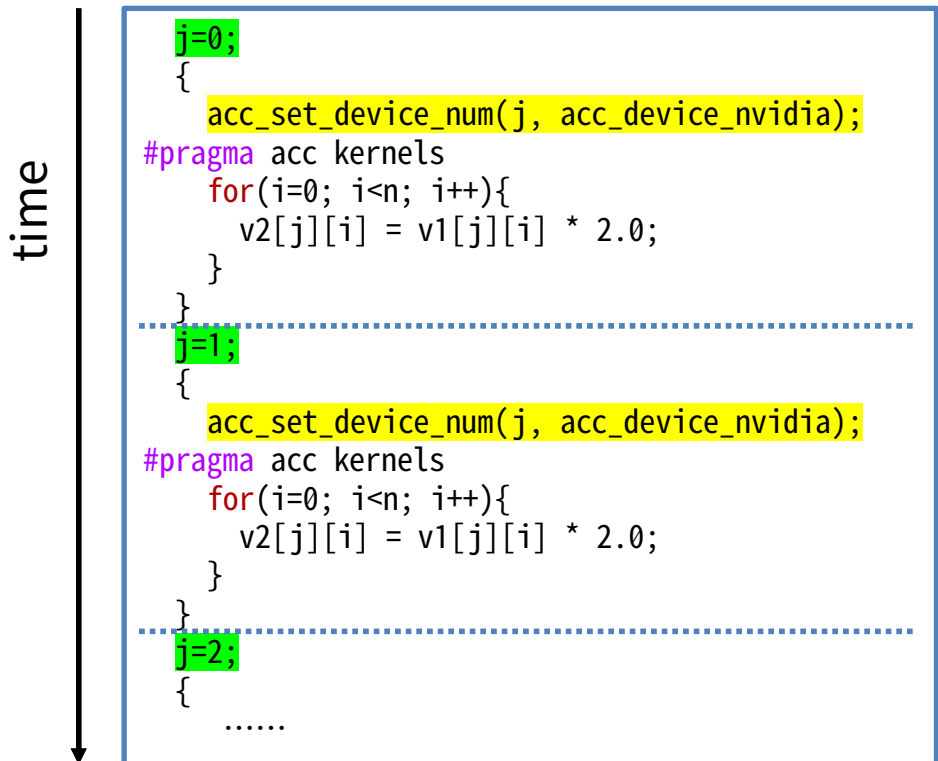 time
j=0;
{
acc_set_device_num(j, acc_device_nvidia);
#pragma acc kernels
for(i=0; i<n; i++){
v2[j][i] = v1[j][i] * 2.0;
}
}
j=1;
{
acc_set_device_num(j, acc_device_nvidia);
#pragma acc kernels
for(i=0; i<n; i++){
v2[j][i] = v1[j][i] * 2.0;
}
}
j=2;
{
......